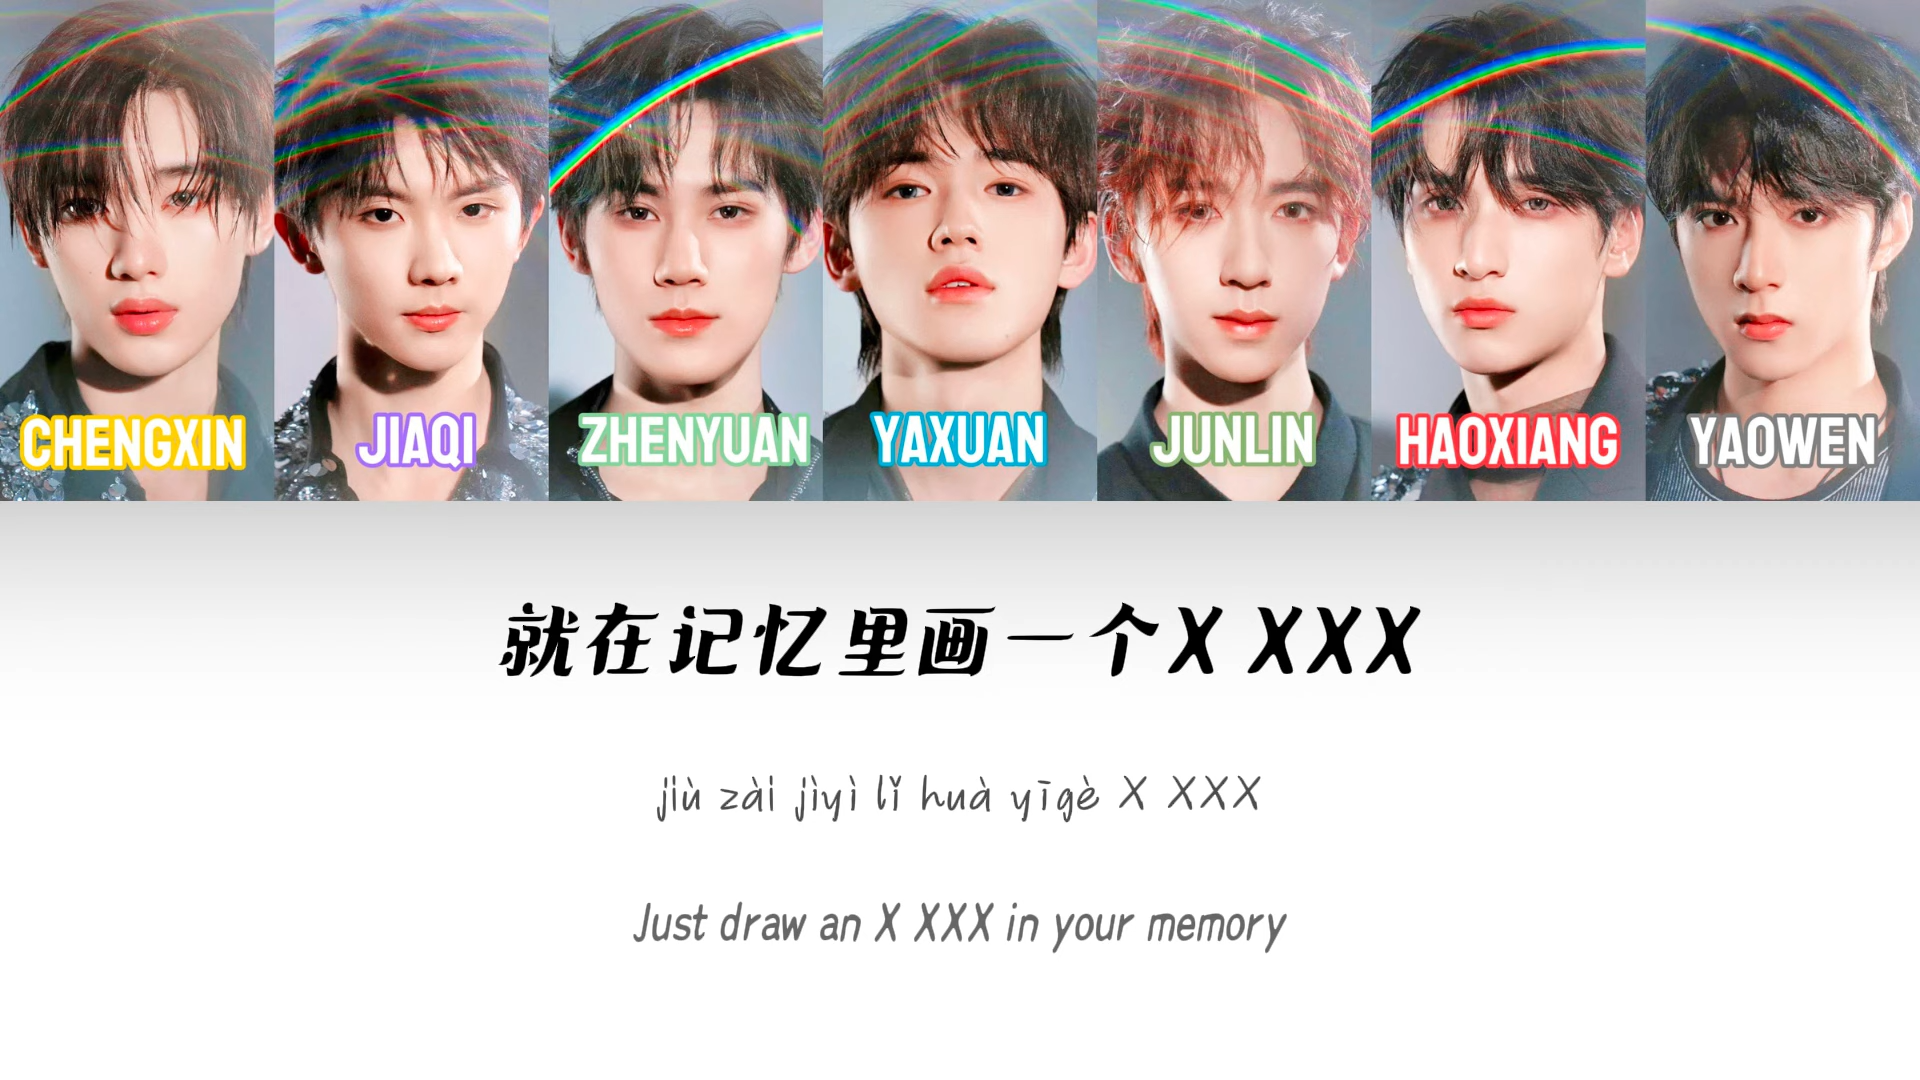 CHENGXIN JIAQI ZHENYUAN YAXUAN JUNLIN HAOXIANG YAOWEN
就在记忆里画一个X XXX
jiù zài jìyì lǐ huà yīgè X XXX
Just draw an X XXX in your memory